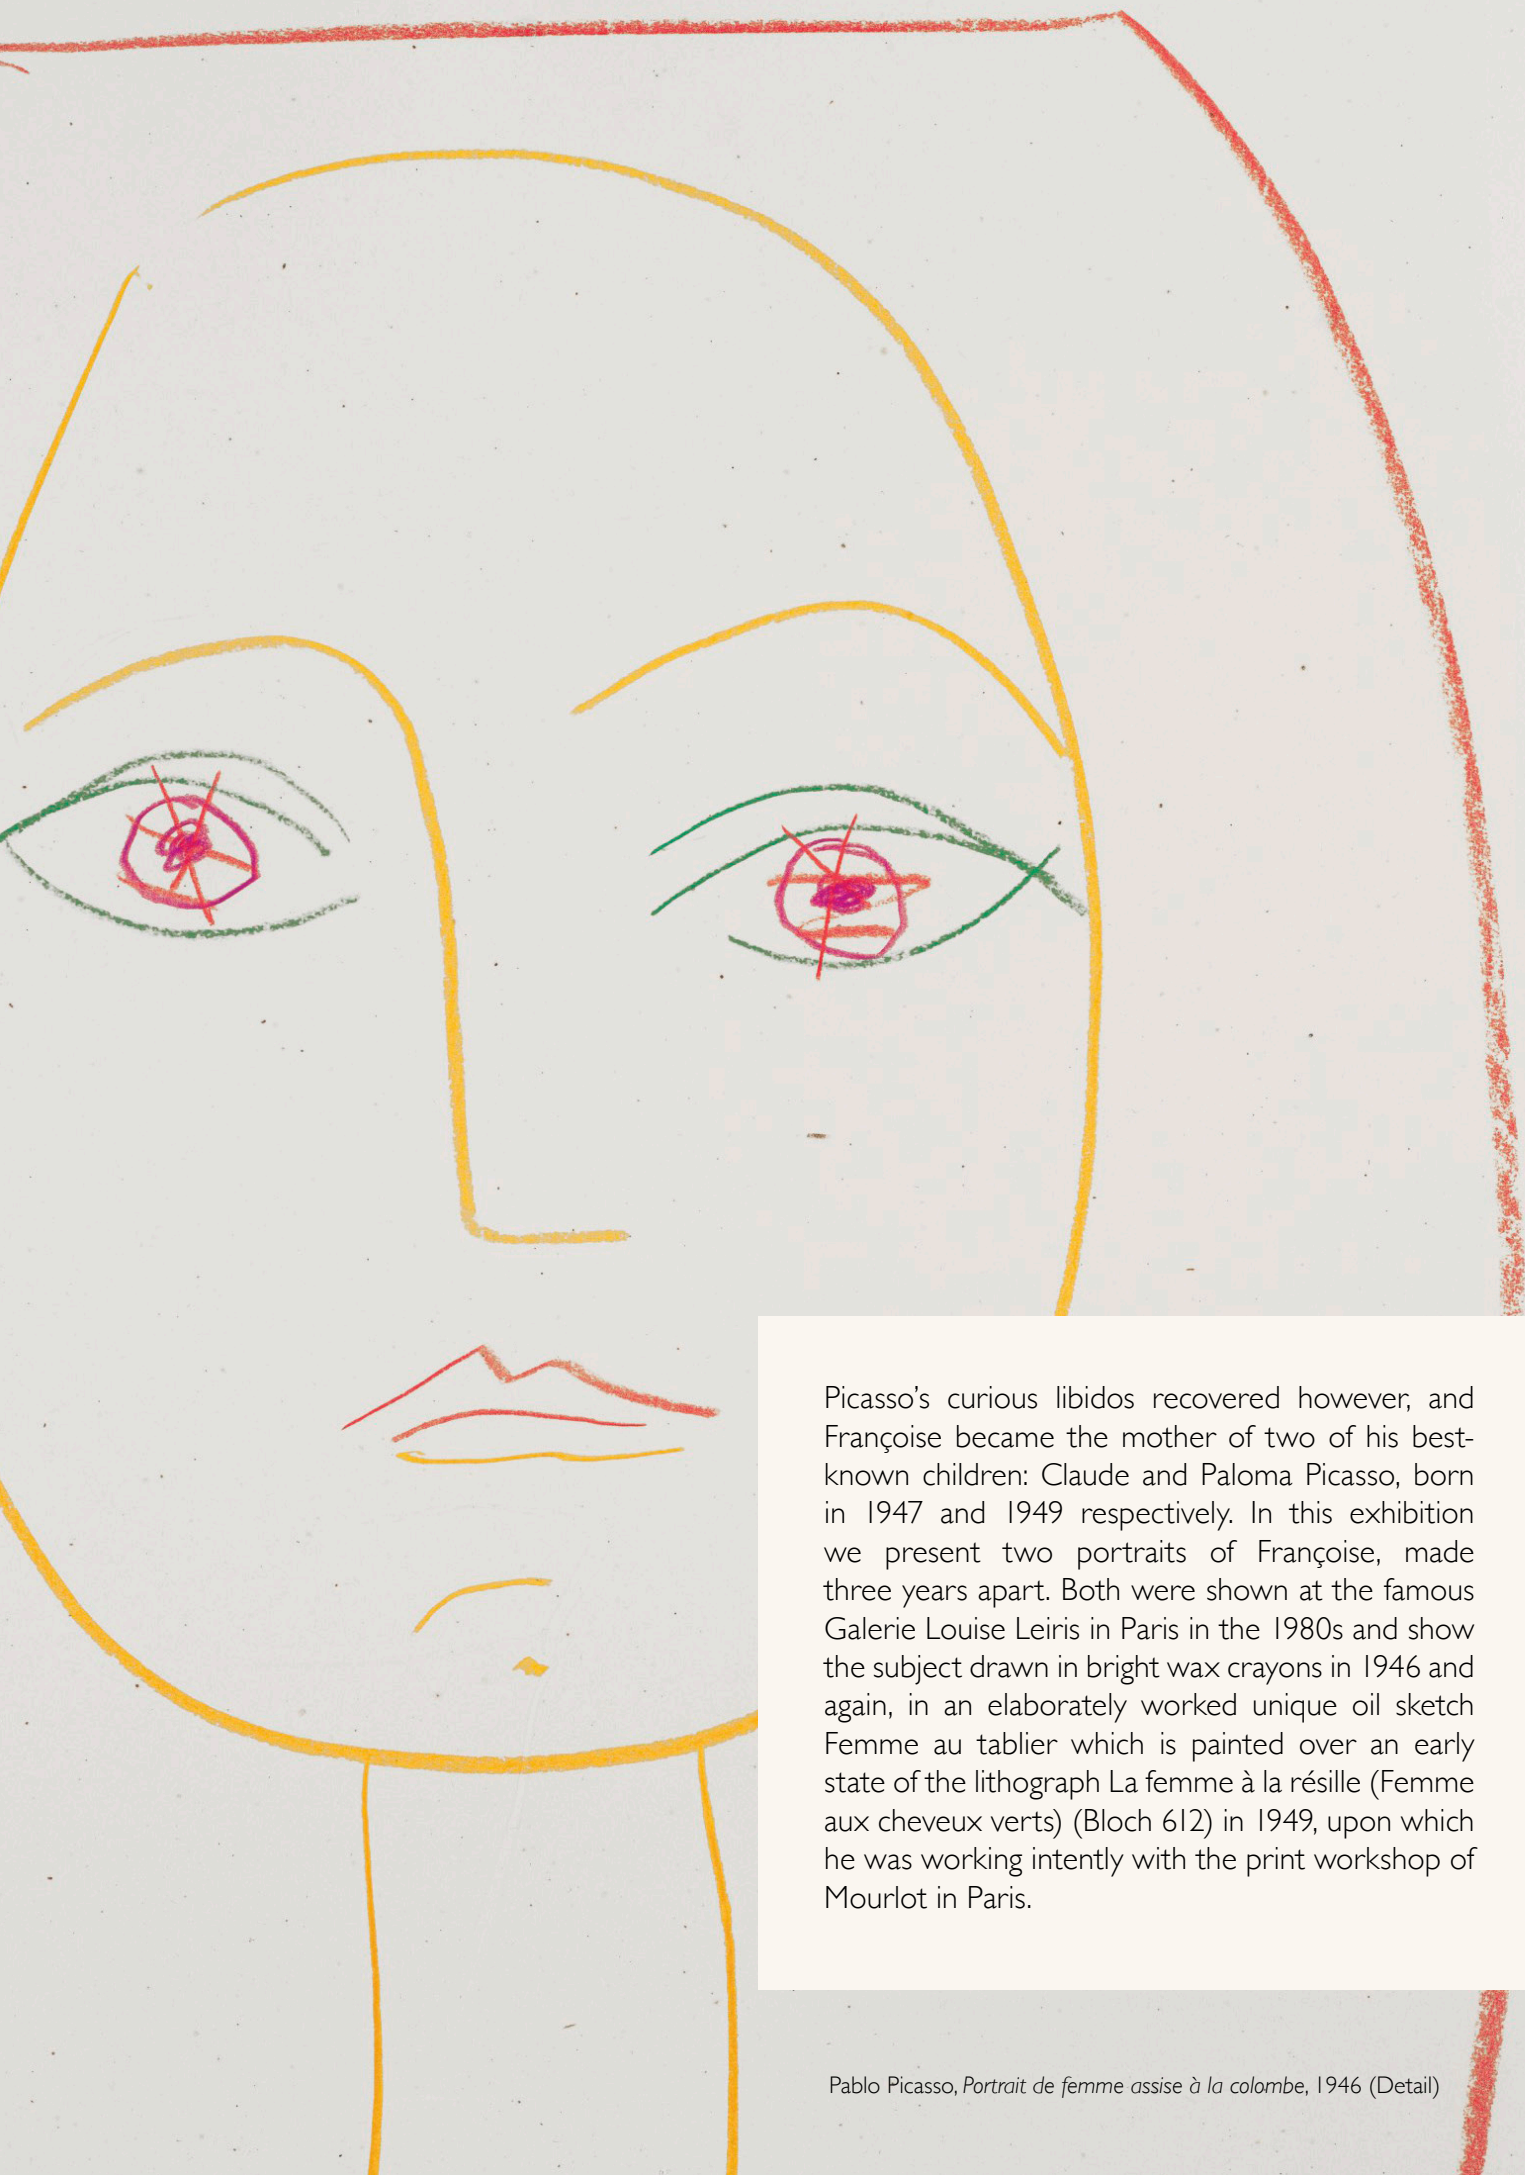 Picasso’s curious libidos recovered however, and
Françoise became the mother of two of his best-
known children: Claude and Paloma Picasso, born
in 1947 and 1949 respectively. In this exhibition
we present two portraits of Françoise, made
three years apart. Both were shown at the famous
Galerie Louise Leiris in Paris in the 1980s and show
the subject drawn in bright wax crayons in 1946 and
again, in an elaborately worked unique oil sketch
Femme au tablier which is painted over an early
state of the lithograph La femme à la résille (Femme
aux cheveux verts) (Bloch 612) in 1949, upon which
he was working intently with the print workshop of
Mourlot in Paris.
Pablo Picasso, Portrait de femme assise à la colombe, 1946 (Detail)